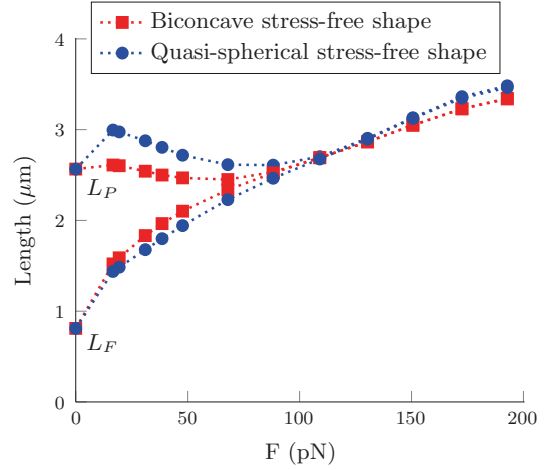 Biconcave stress-free shape
Quasi-spherical stress-free shape
4
3
2
1
0
Length (μm)
L_P
L_F
0
50
100
150
200
F (pN)